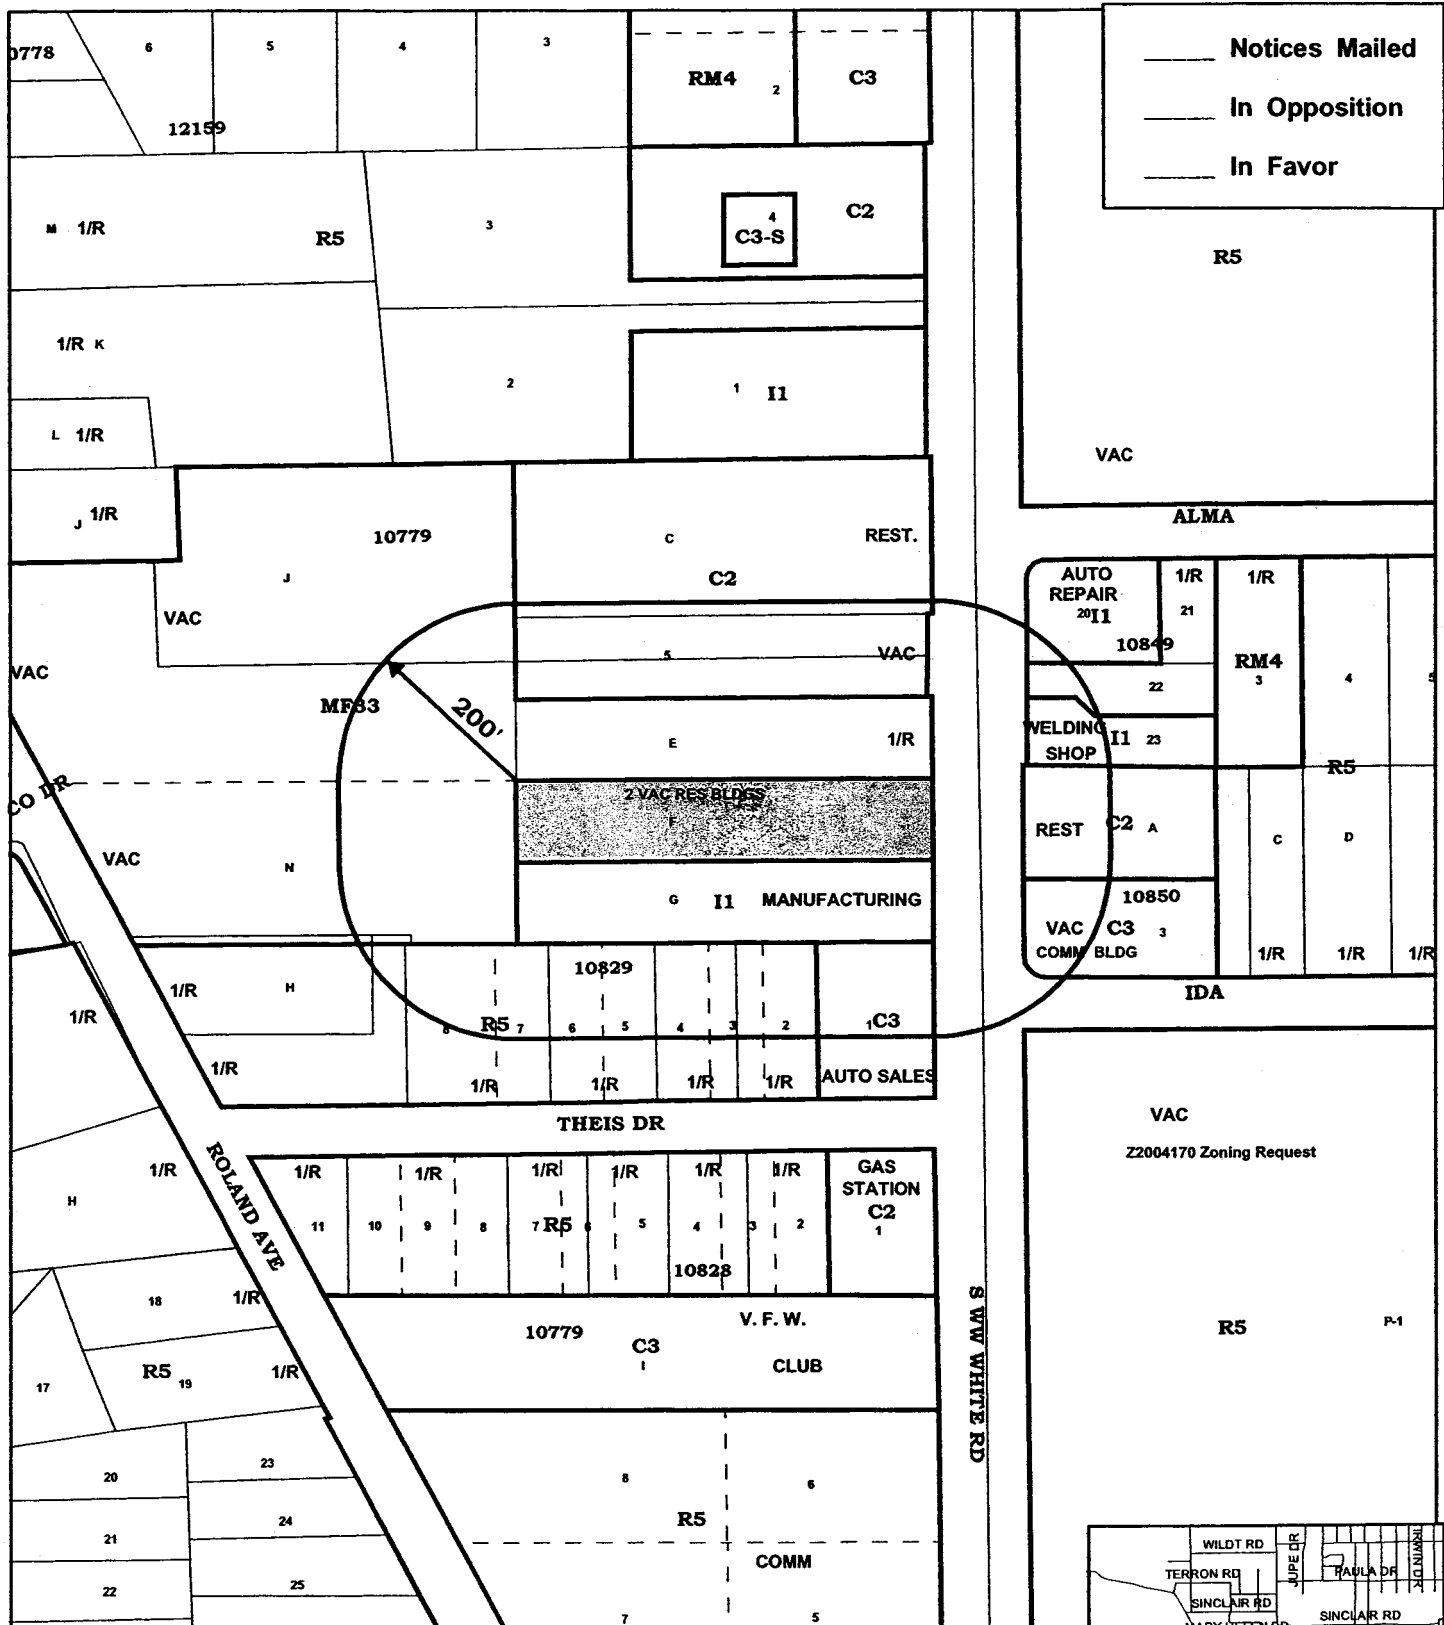 Notices Mailed
In Opposition
In Favor
6
5
4
3
12159
RM4
2
C3
M 1/R
R5
3
4
C3-S
C2
R5
1/R K
2
1 I1
L 1/R
VAC
J 1/R
10779
C
REST.
ALMA
J
C2
AUTO
REPAIR
20 I1
1/R
21
1/R
VAC
10849
5
VAC
VAC
RM4
3
4
5
22
MF33
200'
E
1/R
WELDING
SHOP
I1 23
R5
CO DR
2 VAC RES BLDGS
F
REST
C2 A
C
D
VAC
N
G I1 MANUFACTURING
10850
VAC C3 3
COMM BLDG
1/R
1/R
1/R
10829
1/R
H
IDA
1/R
8
R5
7
6
5
4
3
2
1 C3
1/R
1/R
1/R
1/R
1/R
AUTO SALES
THEIS DR
VAC
Z2004170 Zoning Request
ROLAND AVE
1/R
1/R
1/R
1/R
1/R
1/R
1/R
GAS
STATION
C2
1
H
11
10
9
8
7
R5
6
5
4
3
2
10828
18
1/R
S WW WHITE RD
10779
V. F. W.
C3
I
CLUB
R5
P-1
17
R5 19
1/R
20
23
8
6
24
R5
21
COMM
22
25
7
5
WILDT RD
JUPE DR
IRWIN DR
TERRON RD
PAULA DR
SINCLAIR RD
SINCLAIR RD